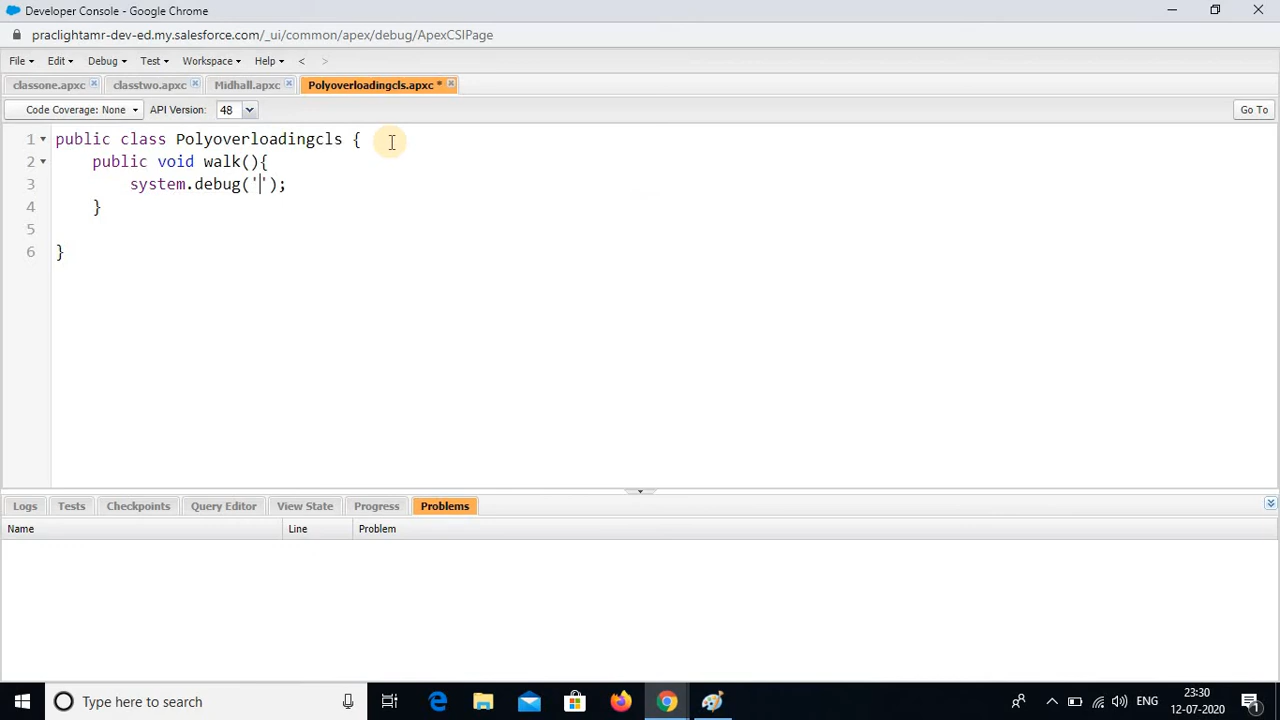 Developer Console - Google Chrome
praclightamr-dev-ed.my.salesforce.com/_ui/common/apex/debug/ApexCSIPage
File Edit Debug Test Workspace Help < >
classone.apxc classtwo.apxc Midhall.apxc Polyoverloadingcls.apxc *
Code Coverage: None API Version: 48 Go To
1 public class Polyoverloadingcls {
2 public void walk(){
3 system.debug('');
4 }
5
6 }
Logs Tests Checkpoints Query Editor View State Progress Problems
Name Line Problem
Type here to search
ENG
23:30
12-07-2020
1